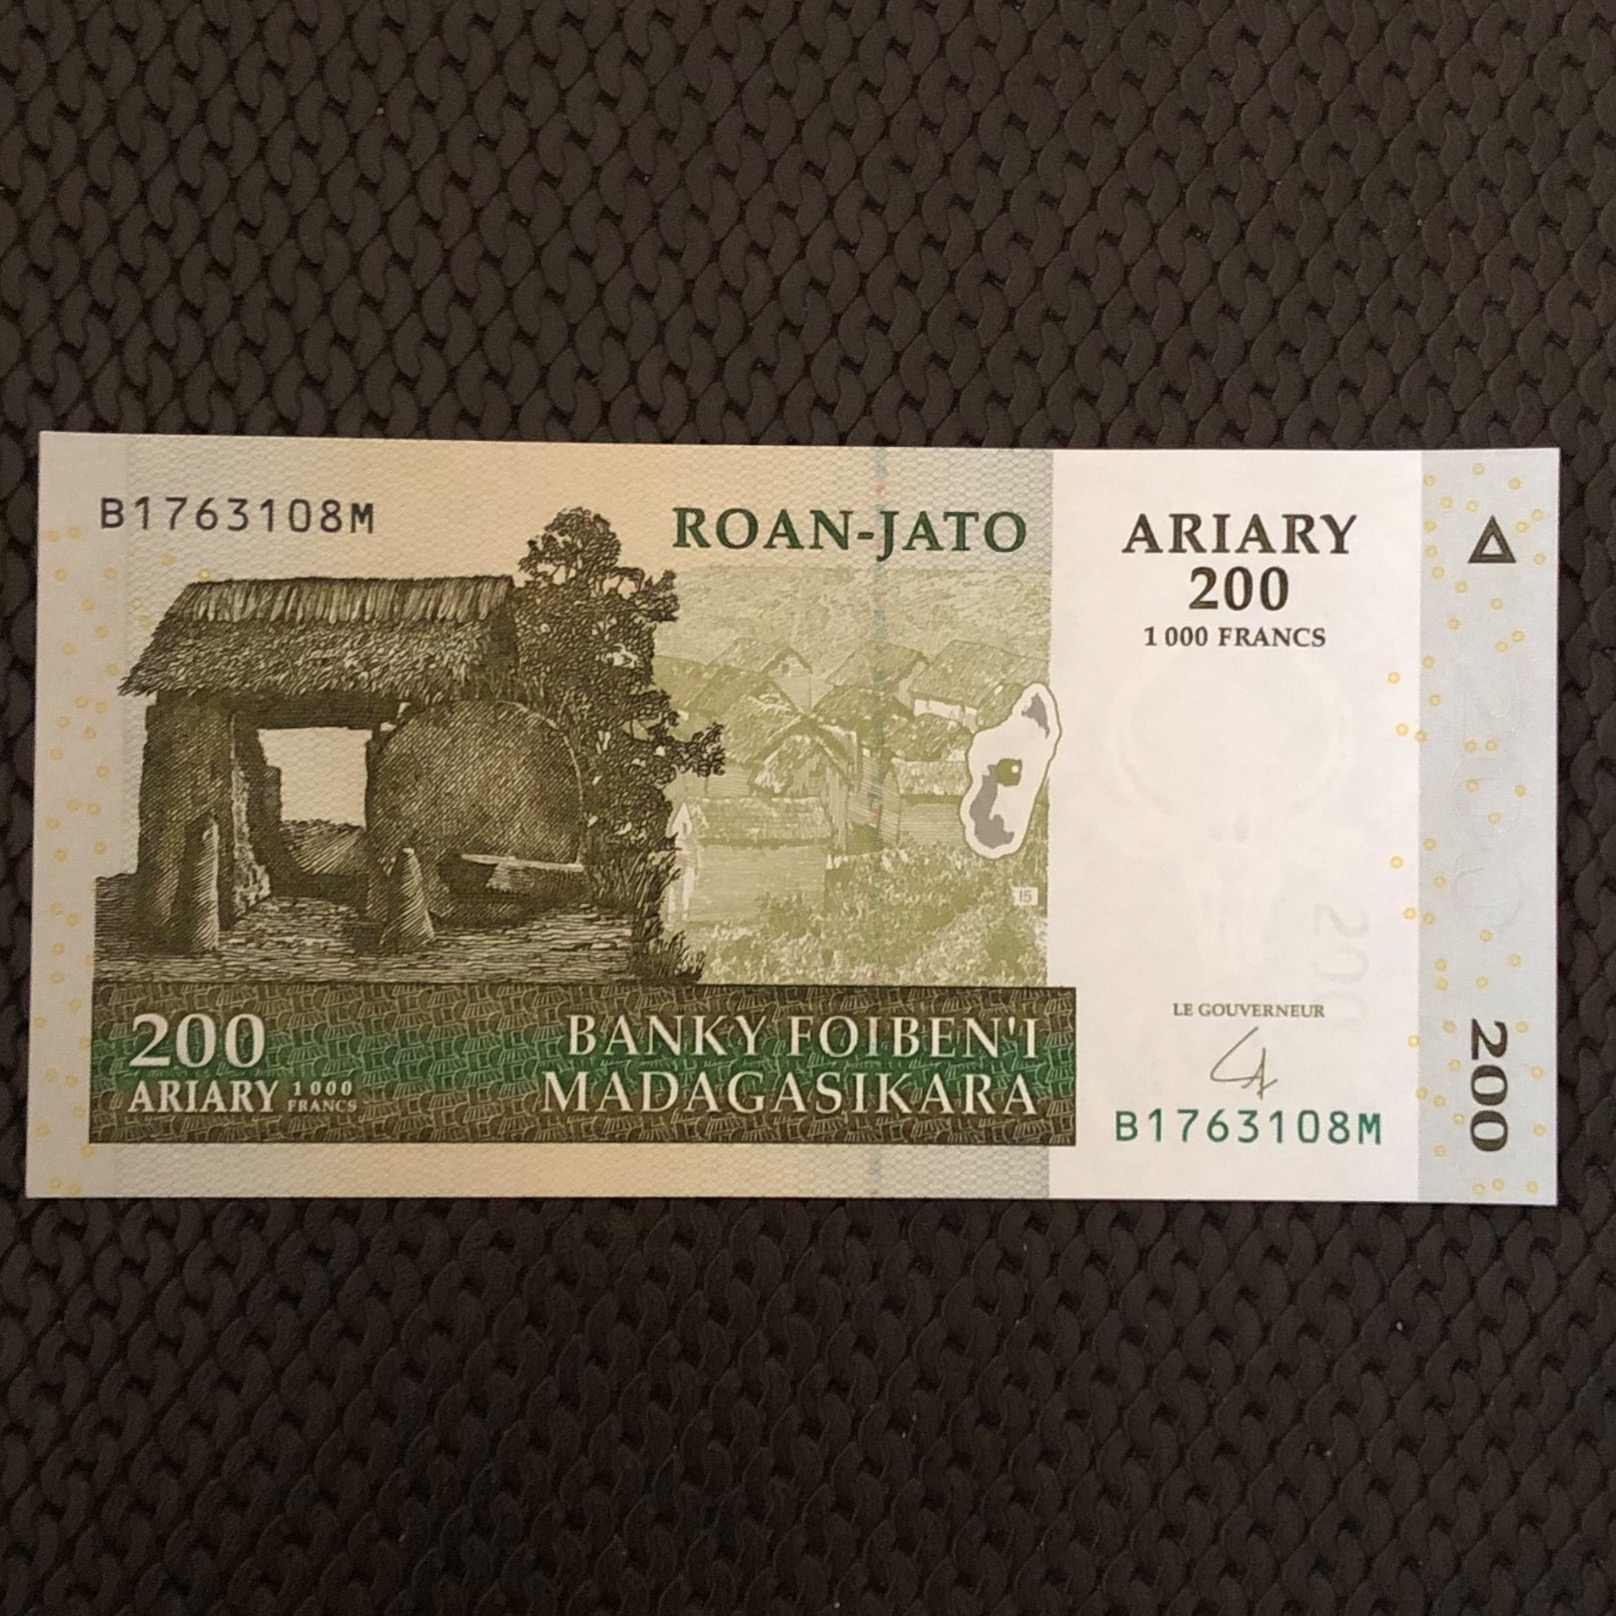 B1763108M
ROAN-JATO
ARIARY
200
1 000 FRANCS
15
200
ARIARY 1 000 FRANCS
BANKY FOIBEN'I
MADAGASIKARA
LE GOUVERNEUR
B1763108M
200
200